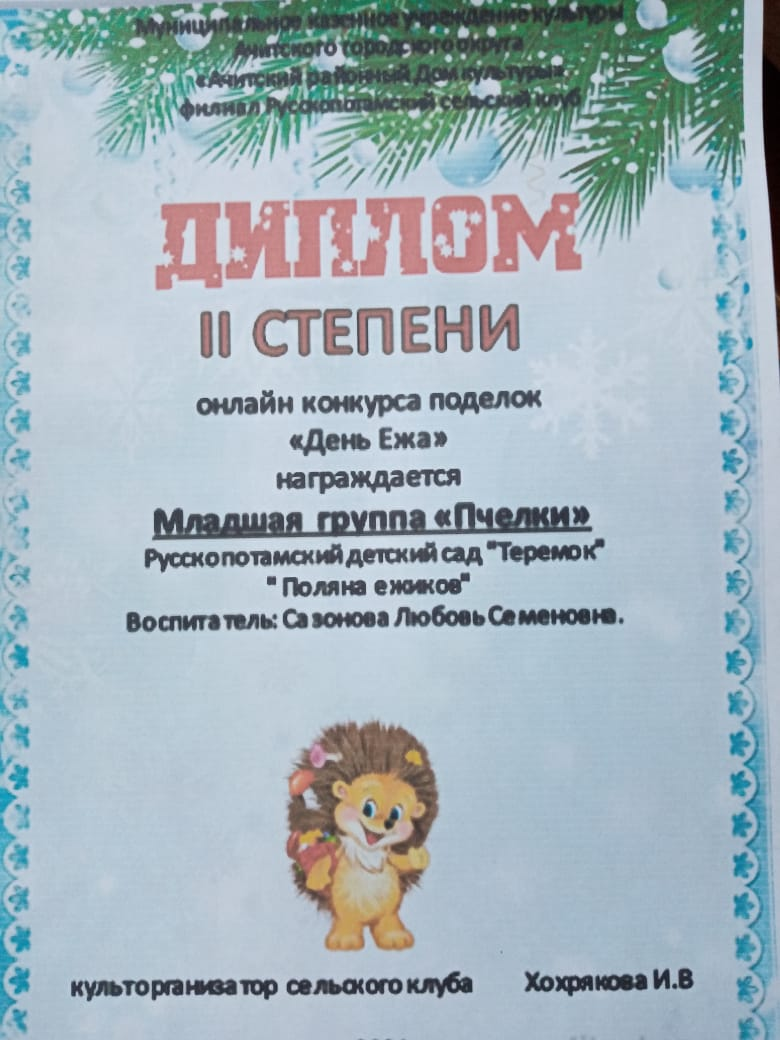 Муниципальное казенное учреждение культуры
Ачитского городского округа
«Ачитский районный Дом культуры»
филиал Русскопотамский сельский клуб
ДИПЛОМ
II СТЕПЕНИ
онлайн конкурса поделок
«День Ежа»
награждается
Младшая группа «Пчелки»
Русскопотамский детский сад "Теремок"
" Поляна ежиков"
Воспитатель: Сазонова Любовь Семеновна.
культорганизатор сельского клуба Хохрякова И.В